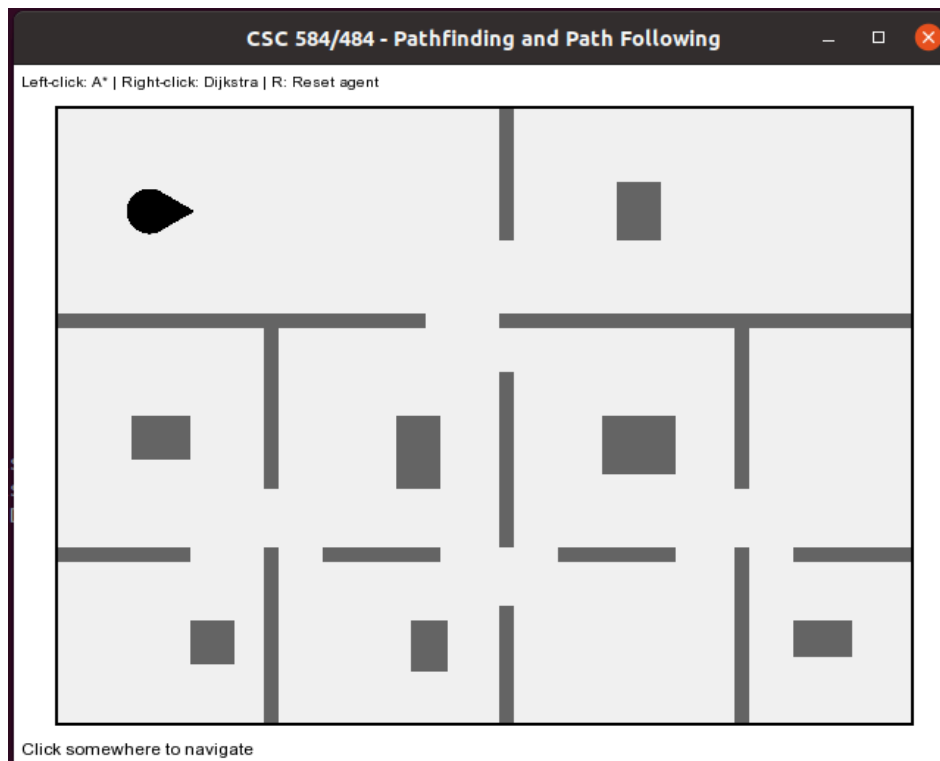 CSC 584/484 - Pathfinding and Path Following
Left-click: A* | Right-click: Dijkstra | R: Reset agent
Click somewhere to navigate